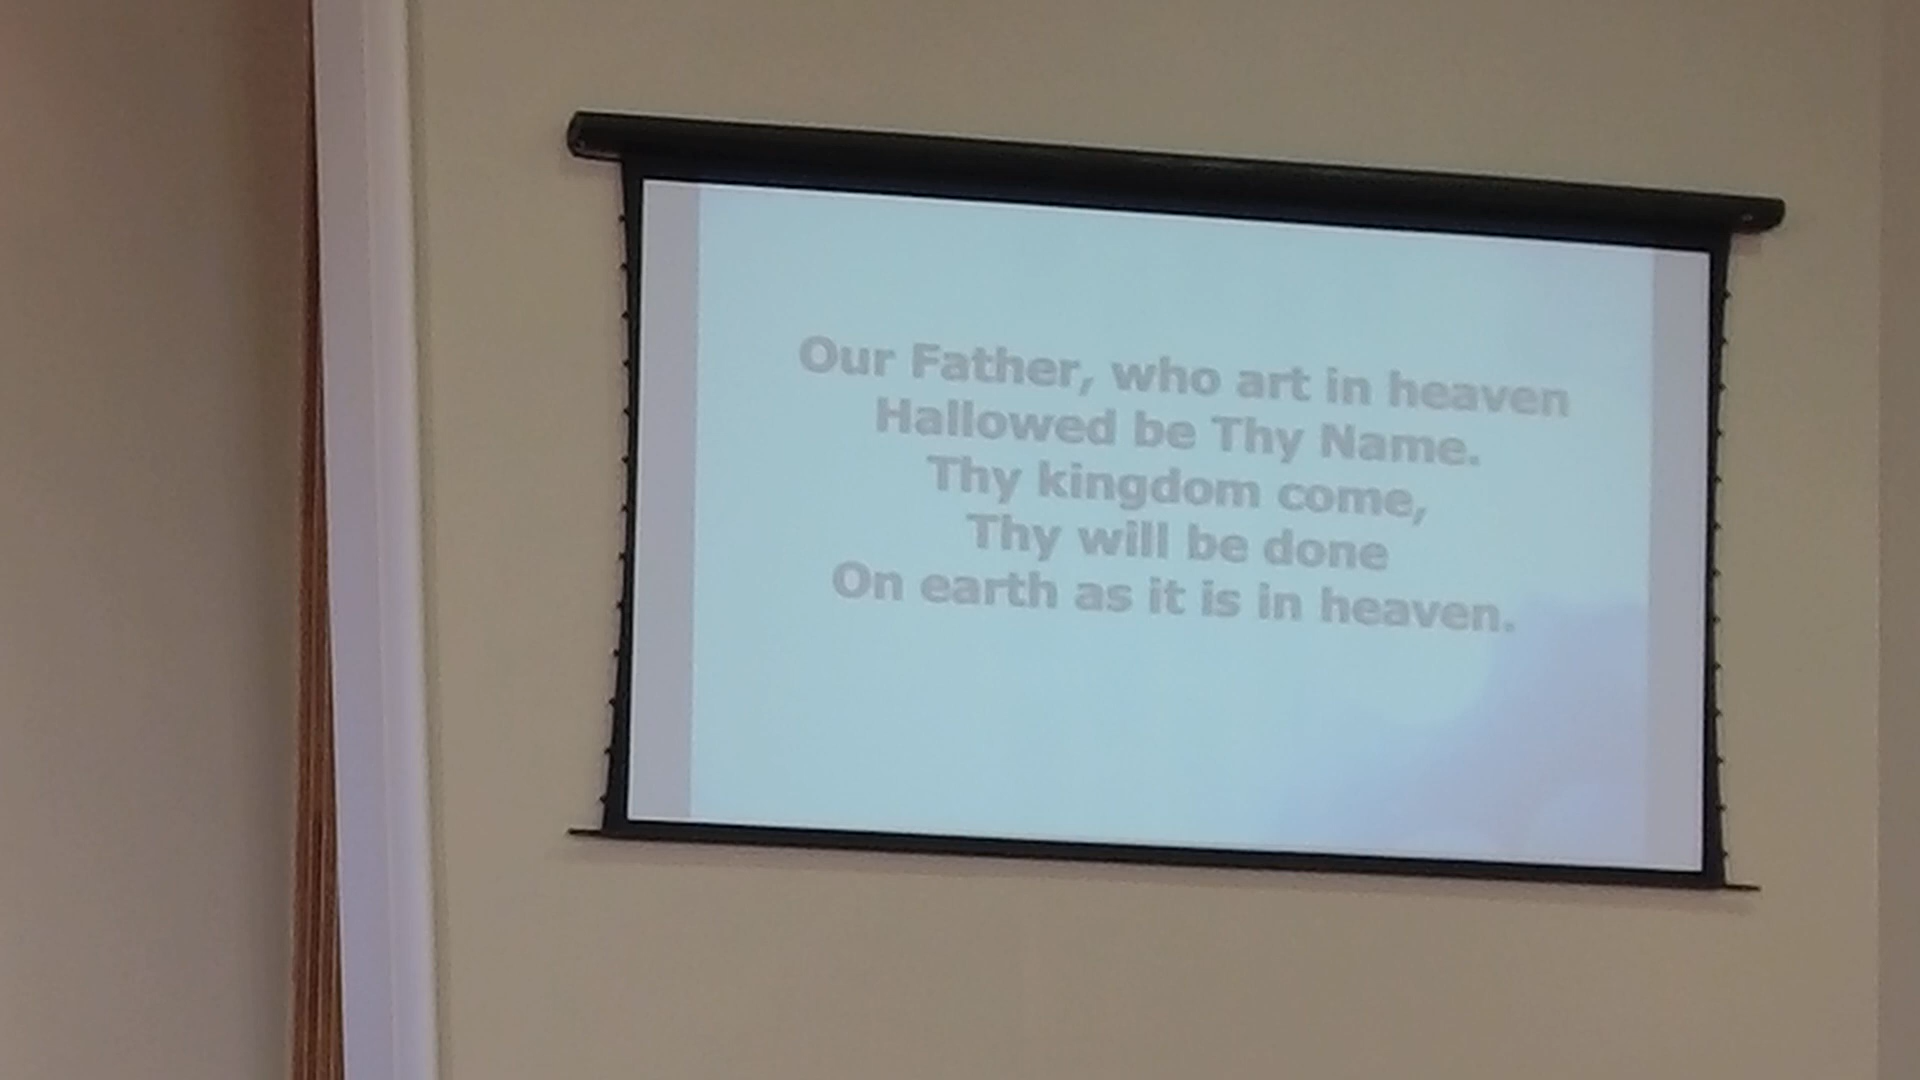 Our Father, who art in heaven
Hallowed be Thy Name.
Thy kingdom come,
Thy will be done
On earth as it is in heaven.